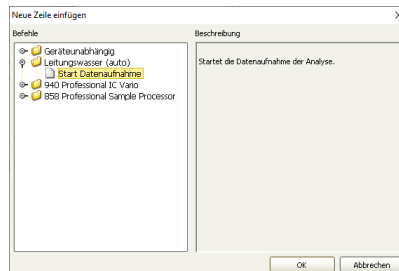 Neue Zeile einfügen
Befehle
Beschreibung
Geräteunabhängig
Leitungswasser (auto)
Start Datenaufnahme
940 Professional IC Vario
858 Professional Sample Processor
Startet die Datenaufnahme der Analyse.
OK
Abbrechen